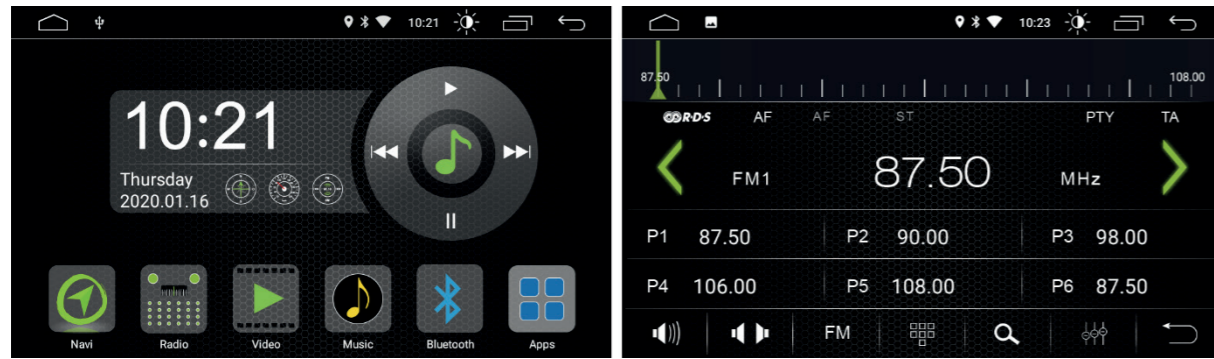 10:21
10:21
Thursday
2020.01.16
Navi Radio Video Music Bluetooth Apps
10:23
87.50 108.00
R·D·S AF AF ST PTY TA
FM1 87.50 MHz
P1 87.50 P2 90.00 P3 98.00
P4 106.00 P5 108.00 P6 87.50
FM